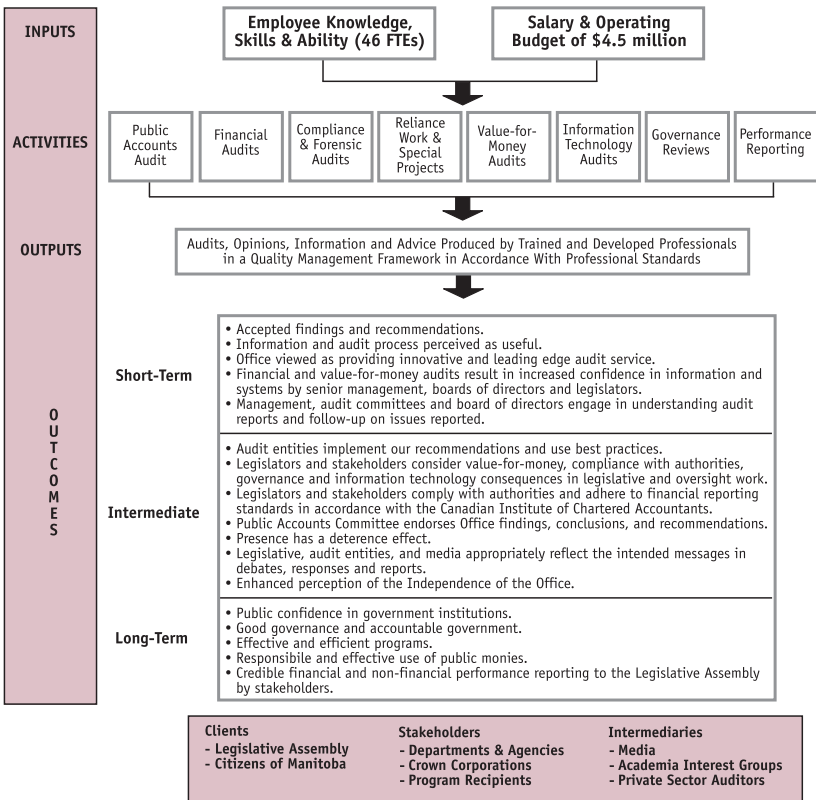 INPUTS
Employee Knowledge,
Skills & Ability (46 FTEs)
Salary & Operating
Budget of $4.5 million
ACTIVITIES
Public
Accounts
Audit
Financial
Audits
Compliance
& Forensic
Audits
Reliance
Work &
Special
Projects
Value-for-
Money
Audits
Information
Technology
Audits
Governance
Reviews
Performance
Reporting
OUTPUTS
Audits, Opinions, Information and Advice Produced by Trained and Developed Professionals
in a Quality Management Framework in Accordance With Professional Standards
OUTCOMES
Short-Term
• Accepted findings and recommendations.
• Information and audit process perceived as useful.
• Office viewed as providing innovative and leading edge audit service.
• Financial and value-for-money audits result in increased confidence in information and
systems by senior management, boards of directors and legislators.
• Management, audit committees and board of directors engage in understanding audit
reports and follow-up on issues reported.
Intermediate
• Audit entities implement our recommendations and use best practices.
• Legislators and stakeholders consider value-for-money, compliance with authorities,
governance and information technology consequences in legislative and oversight work.
• Legislators and stakeholders comply with authorities and adhere to financial reporting
standards in accordance with the Canadian Institute of Chartered Accountants.
• Public Accounts Committee endorses Office findings, conclusions, and recommendations.
• Presence has a deterence effect.
• Legislative, audit entities, and media appropriately reflect the intended messages in
debates, responses and reports.
• Enhanced perception of the Independence of the Office.
Long-Term
• Public confidence in government institutions.
• Good governance and accountable government.
• Effective and efficient programs.
• Responsibile and effective use of public monies.
• Credible financial and non-financial performance reporting to the Legislative Assembly
by stakeholders.
Clients
- Legislative Assembly
- Citizens of Manitoba
Stakeholders
- Departments & Agencies
- Crown Corporations
- Program Recipients
Intermediaries
- Media
- Academia Interest Groups
- Private Sector Auditors